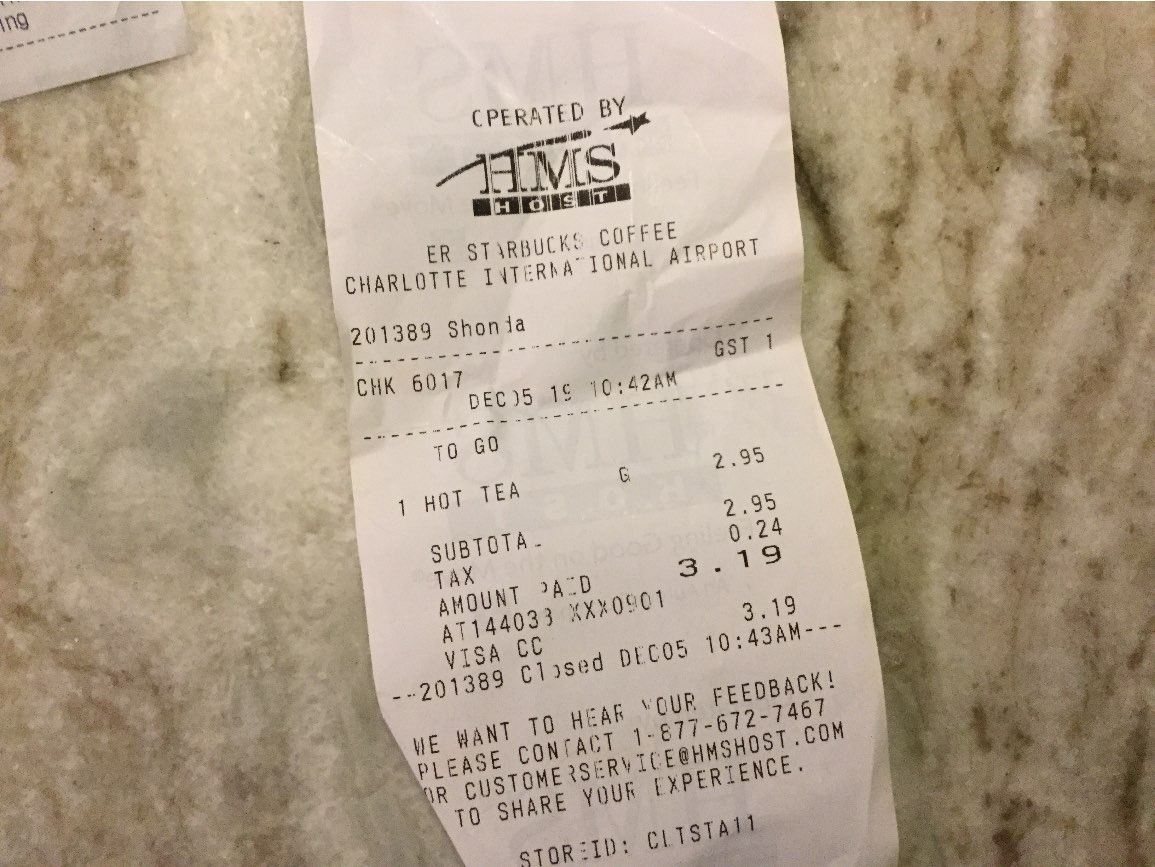 ing
OPERATED BY
HMS
HOST
ER STARBUCKS COFFEE
CHARLOTTE INTERNATIONAL AIRPORT
201389 Shonda
GST 1
CHK 6017
DEC05 19 10:42AM
TO GO
1 HOT TEA G 2.95
SUBTOTAL 2.95
TAX 0.24
AMOUNT PAID 3.19
AT144033 XXX0901
VISA CC 3.19
--201389 Closed DEC05 10:43AM---
WE WANT TO HEAR YOUR FEEDBACK!
PLEASE CONTACT 1-877-672-7467
OR CUSTOMERSERVICE@HMSHOST.COM
TO SHARE YOUR EXPERIENCE.
STOREID: CLTSTA11